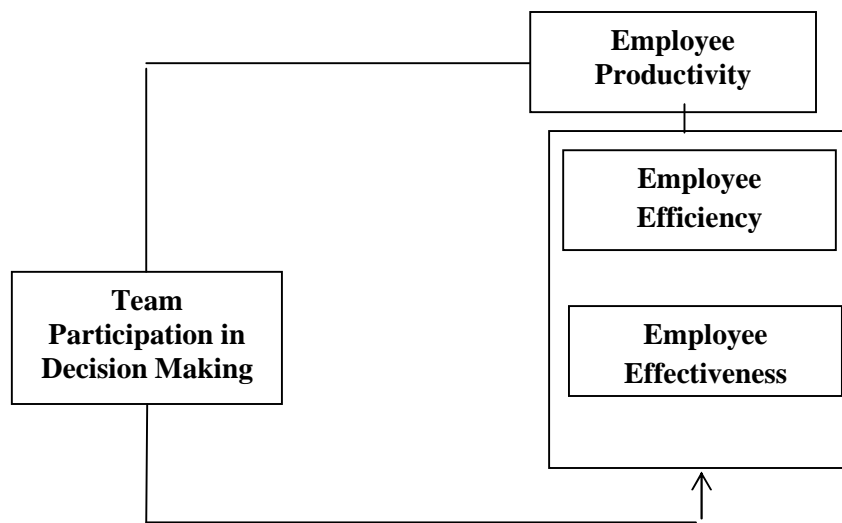 Employee
Productivity
Employee
Efficiency
Team
Participation in
Decision Making
Employee
Effectiveness